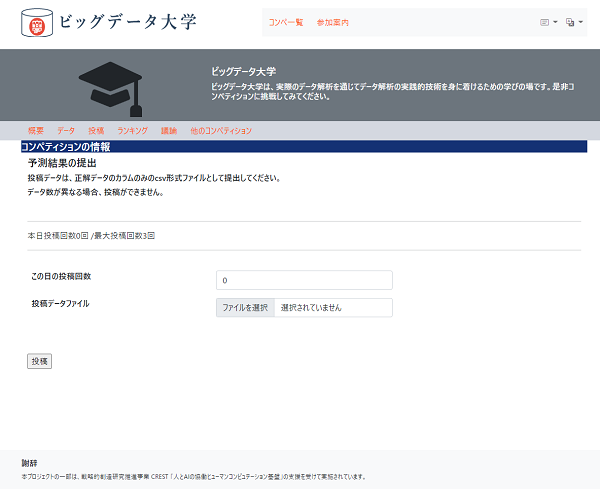 ビッグデータ大学
コンペ一覧 参加案内
ビッグデータ大学
ビッグデータ大学は、実際のデータ解析を通じてデータ解析の実践的技術を身に着けるための学びの場です。是非コ
ンペティションに挑戦してみてください。
概要 データ 投稿 ランキング 議論 他のコンペティション
コンペティションの情報
予測結果の提出
投稿データは、正解データのカラムのみのcsv形式ファイルとして提出してください。
データ数が異なる場合、投稿ができません。
本日投稿回数0回 /最大投稿回数3回
この日の投稿回数 0
投稿データファイル ファイルを選択 選択されていません
投稿
謝辞
本プロジェクトの一部は、戦略的創造研究推進事業 CREST 「人とAIの協働ヒューマンコンピュテーション基盤」の支援を受けて実施されています。